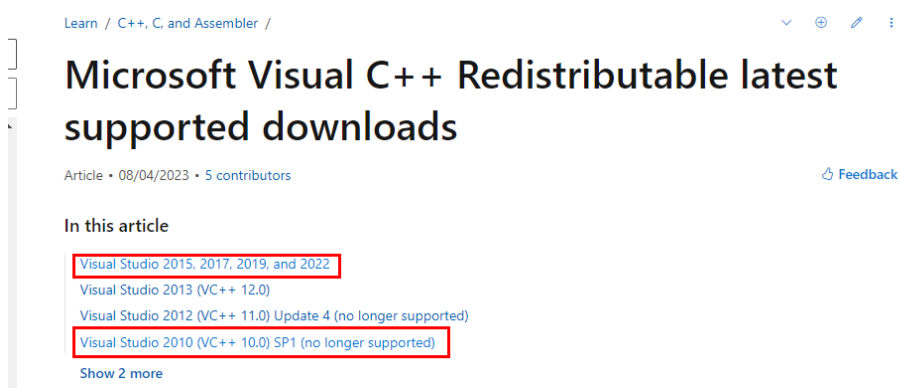 Learn / C++, C, and Assembler /
Microsoft Visual C++ Redistributable latest
supported downloads
Article • 08/04/2023 • 5 contributors
Feedback
In this article
Visual Studio 2015, 2017, 2019, and 2022
Visual Studio 2013 (VC++ 12.0)
Visual Studio 2012 (VC++ 11.0) Update 4 (no longer supported)
Visual Studio 2010 (VC++ 10.0) SP1 (no longer supported)
Show 2 more